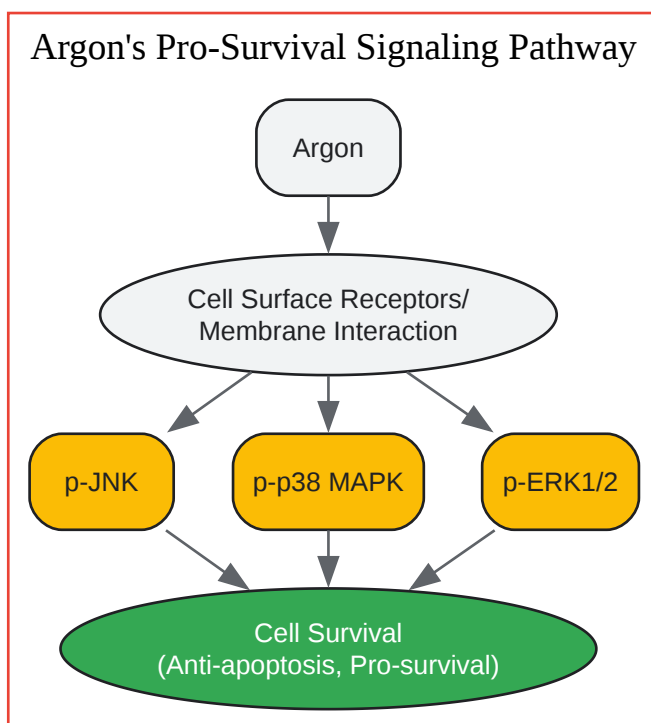 Argon's Pro-Survival Signaling Pathway
Argon
Cell Surface Receptors/
Membrane Interaction
p-JNK
p-p38 MAPK
p-ERK1/2
Cell Survival
(Anti-apoptosis, Pro-survival)